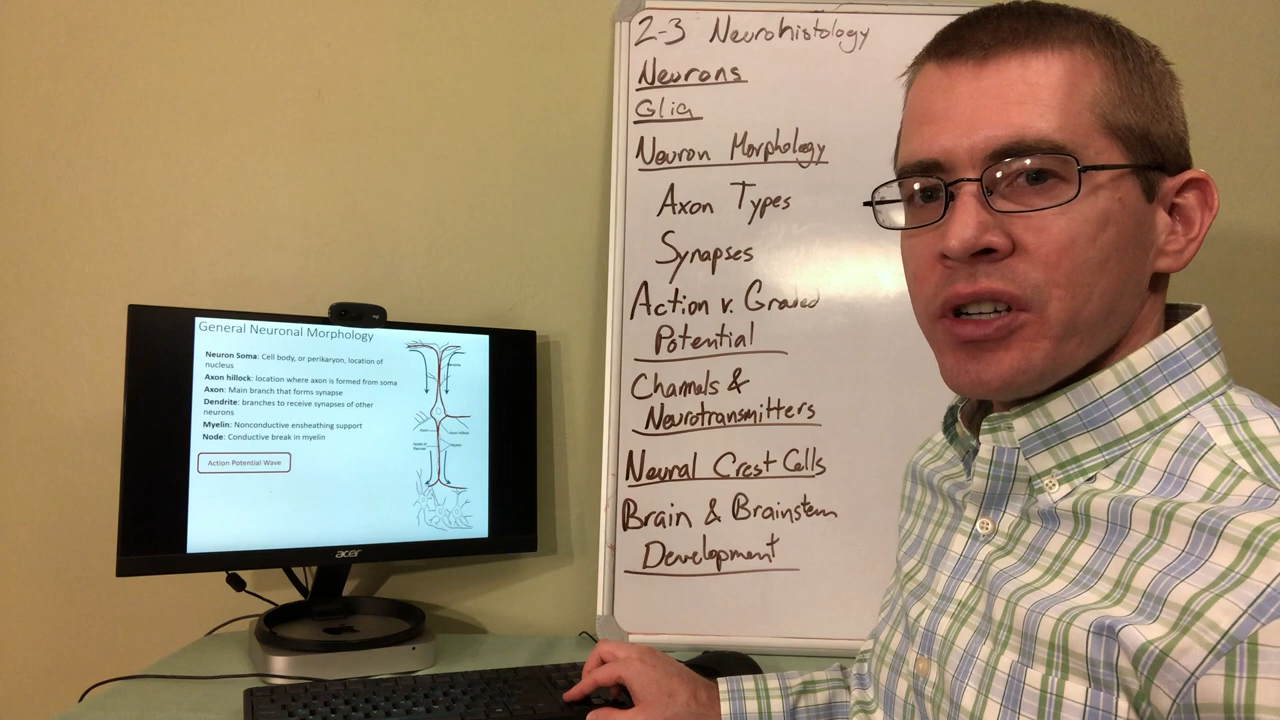 2-3 Neurohistology
Neurons
Glia
Neuron Morphology
Axon Types
Synapses
Action v. Graded
Potential
Channels &
Neurotransmitters
Neural Crest Cells
Brain & Brainstem
Development
General Neuronal Morphology
Neuron Soma: Cell body, or perikaryon, location of
nucleus
Axon hillock: location where axon is formed from soma
Axon: Main branch that forms synapse
Dendrite: branches to receive synapses of other
neurons
Myelin: Nonconductive ensheathing support
Node: Conductive break in myelin
Action Potential Wave
Axon hillock
acer